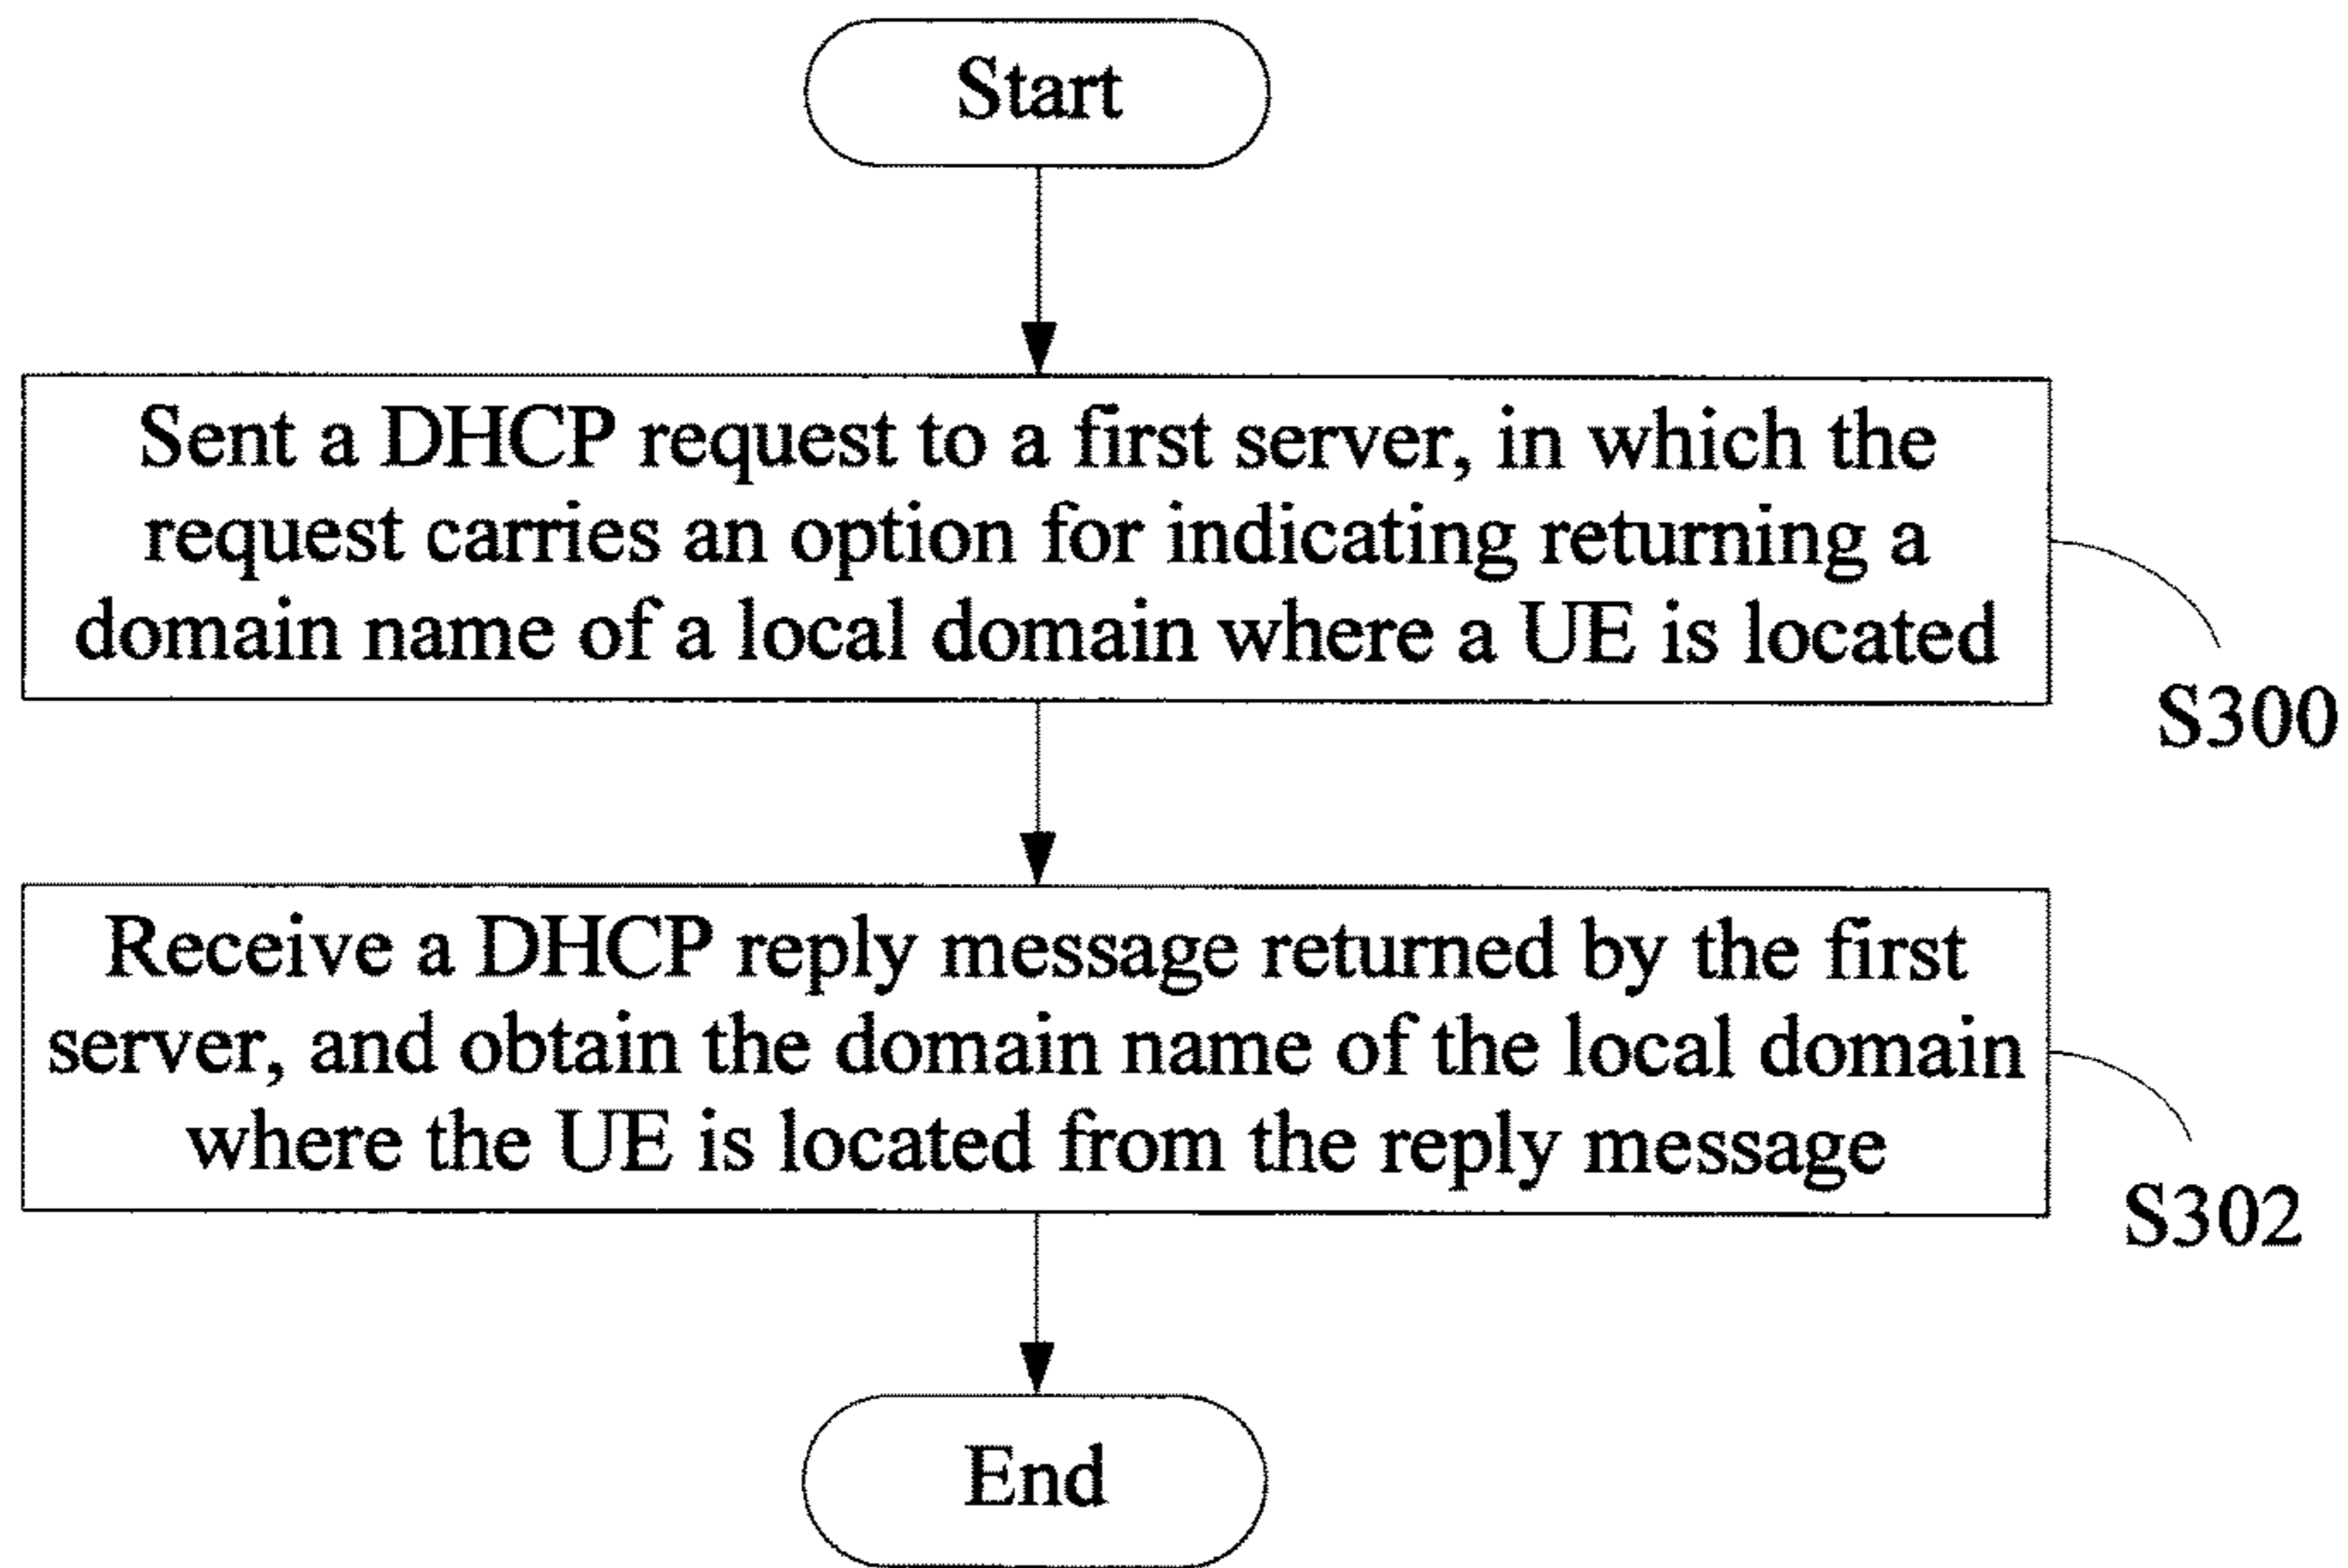 Start
Sent a DHCP request to a first server, in which the
request carries an option for indicating returning a
domain name of a local domain where a UE is located
S300
Receive a DHCP reply message returned by the first
server, and obtain the domain name of the local domain
where the UE is located from the reply message
S302
End